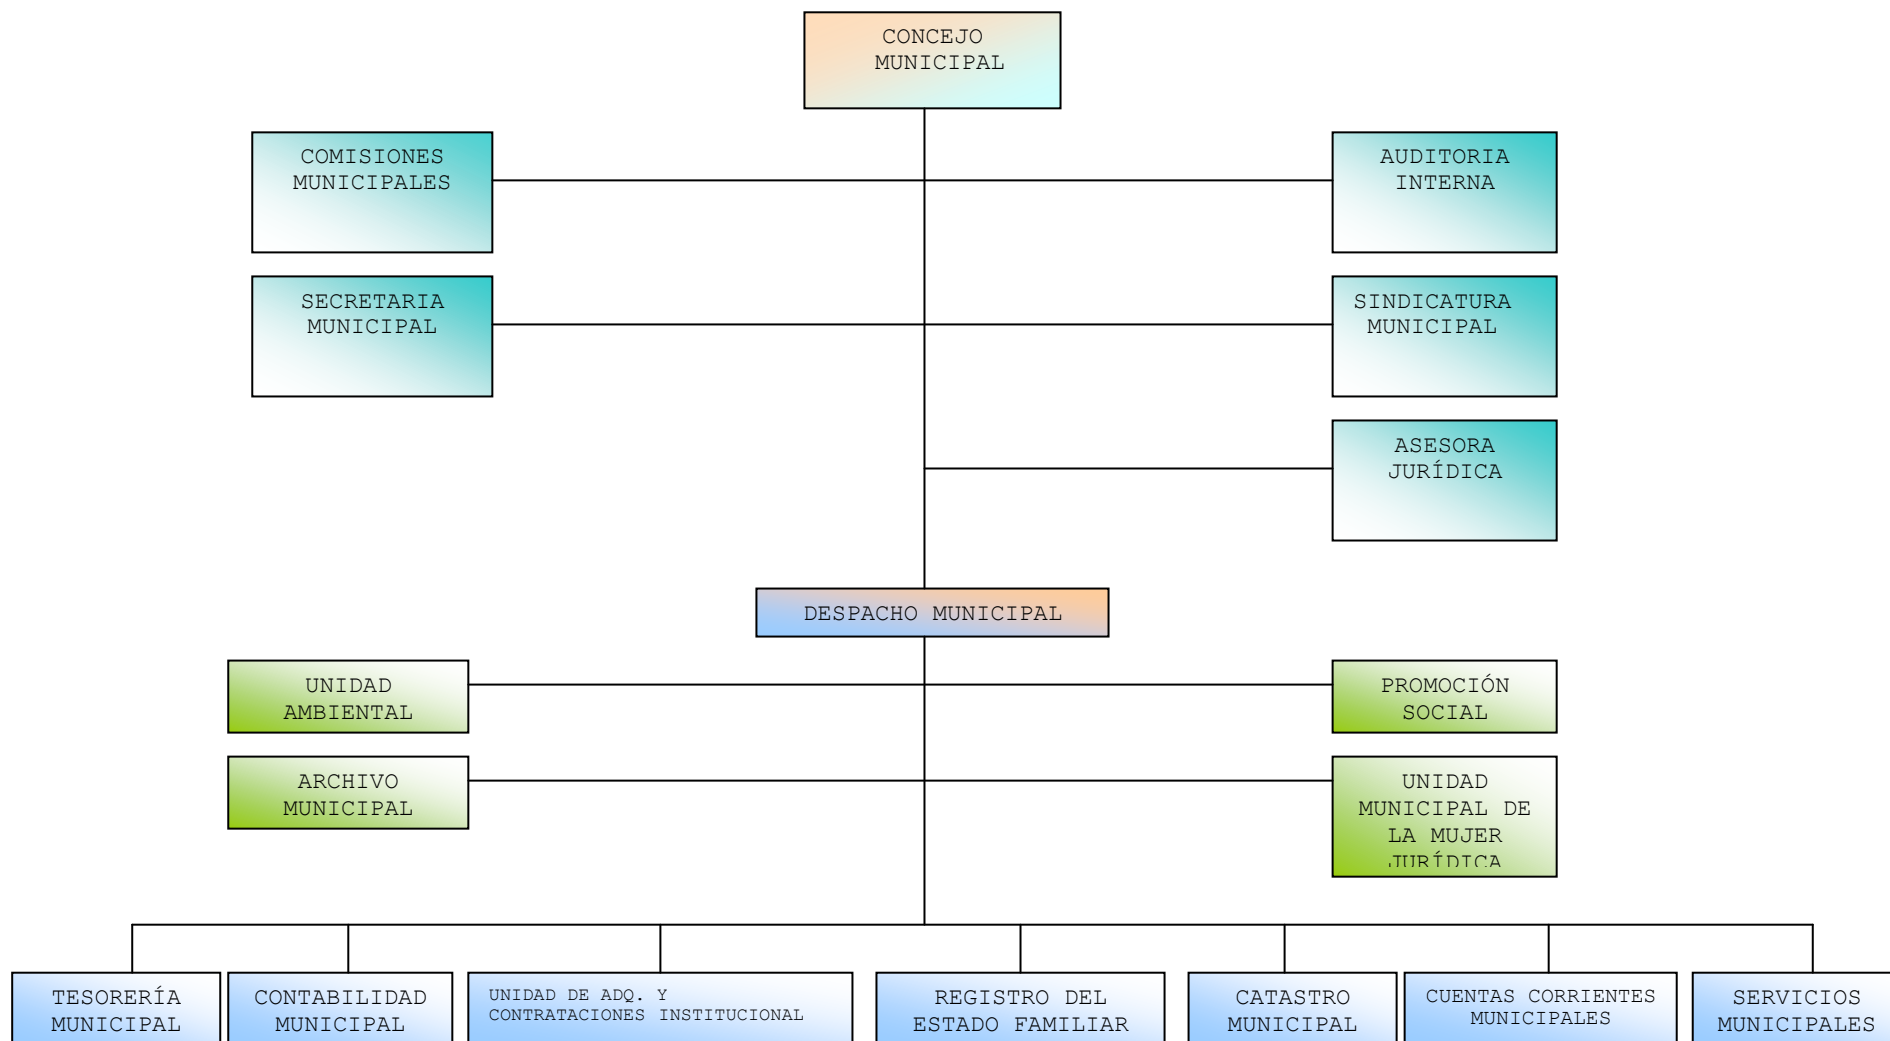 CONCEJO
MUNICIPAL
COMISIONES
MUNICIPALES
AUDITORIA
INTERNA
SECRETARIA
MUNICIPAL
SINDICATURA
MUNICIPAL
ASESORA
JURÍDICA
DESPACHO MUNICIPAL
UNIDAD
AMBIENTAL
PROMOCIÓN
SOCIAL
ARCHIVO
MUNICIPAL
UNIDAD
MUNICIPAL DE
LA MUJER
JURÍDICA
TESORERÍA
MUNICIPAL
CONTABILIDAD
MUNICIPAL
UNIDAD DE ADQ. Y
CONTRATACIONES INSTITUCIONAL
REGISTRO DEL
ESTADO FAMILIAR
CATASTRO
MUNICIPAL
CUENTAS CORRIENTES
MUNICIPALES
SERVICIOS
MUNICIPALES